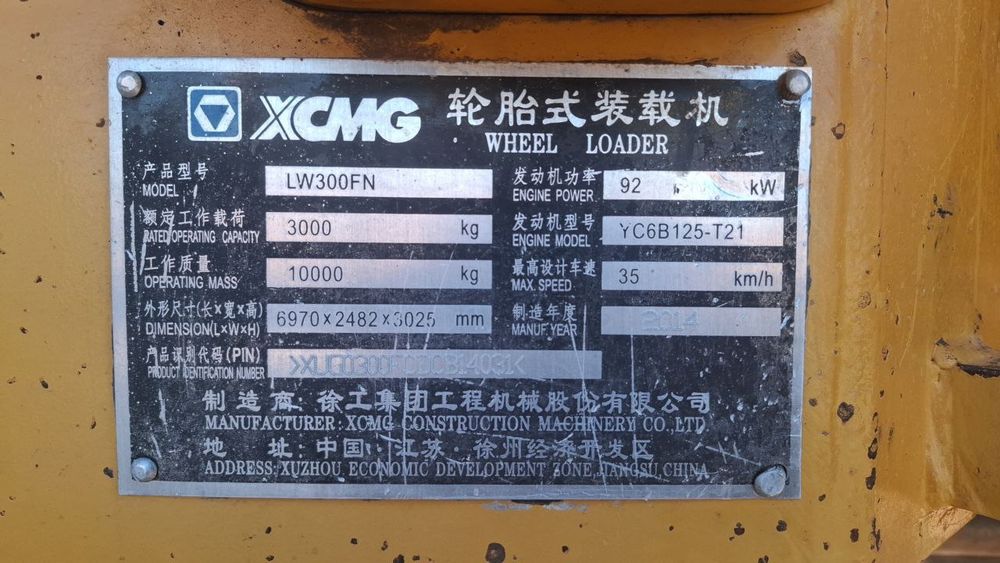 XCMG 轮胎式装载机
WHEEL LOADER
产品型号 MODEL LW300FN
发动机功率 ENGINE POWER 92 kW
额定工作载荷 RATED OPERATING CAPACITY 3000 kg
发动机型号 ENGINE MODEL YC6B125-T21
工作质量 OPERATING MASS 10000 kg
最高设计车速 MAX. SPEED 35 km/h
外形尺寸(长×宽×高) DIMENSION(L×W×H) 6970×2482×3025 mm
制造年度 MANUF.YEAR 2014
产品识别代码(PIN) PRODUCT IDENTIFICATION NUMBER
制造商:徐工集团工程机械股份有限公司
MANUFACTURER: XCMG CONSTRUCTION MACHINERY CO.,LTD.
地 址:中国·江苏·徐州经济开发区
ADDRESS: XUZHOU ECONOMIC DEVELOPMENT ZONE,JIANGSU,CHINA